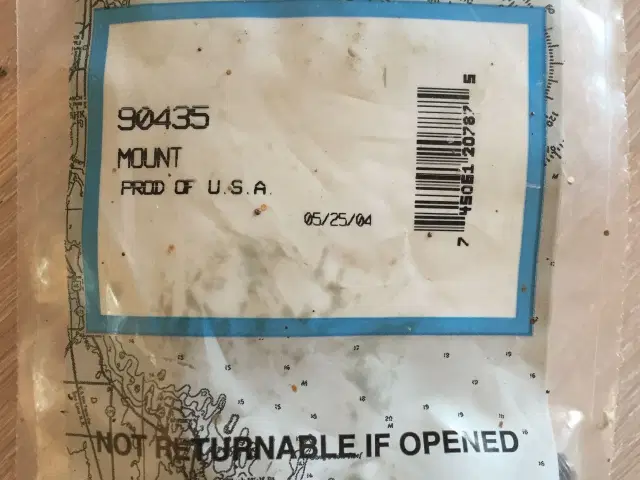 90435
MOUNT
PROD OF U.S.A.
05/25/04
7 45061 20787 5
NOT RETURNABLE IF OPENED